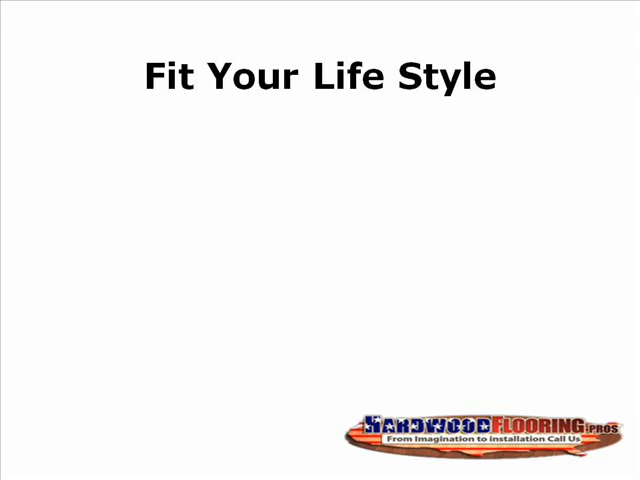 Fit Your Life Style
HARDWOODFLOORING.PROS
From Imagination to Installation Call Us